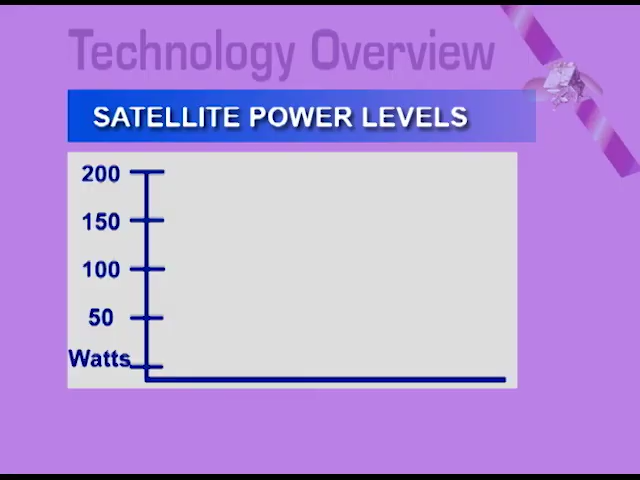 Technology Overview
SATELLITE POWER LEVELS
200
150
100
50
Watts